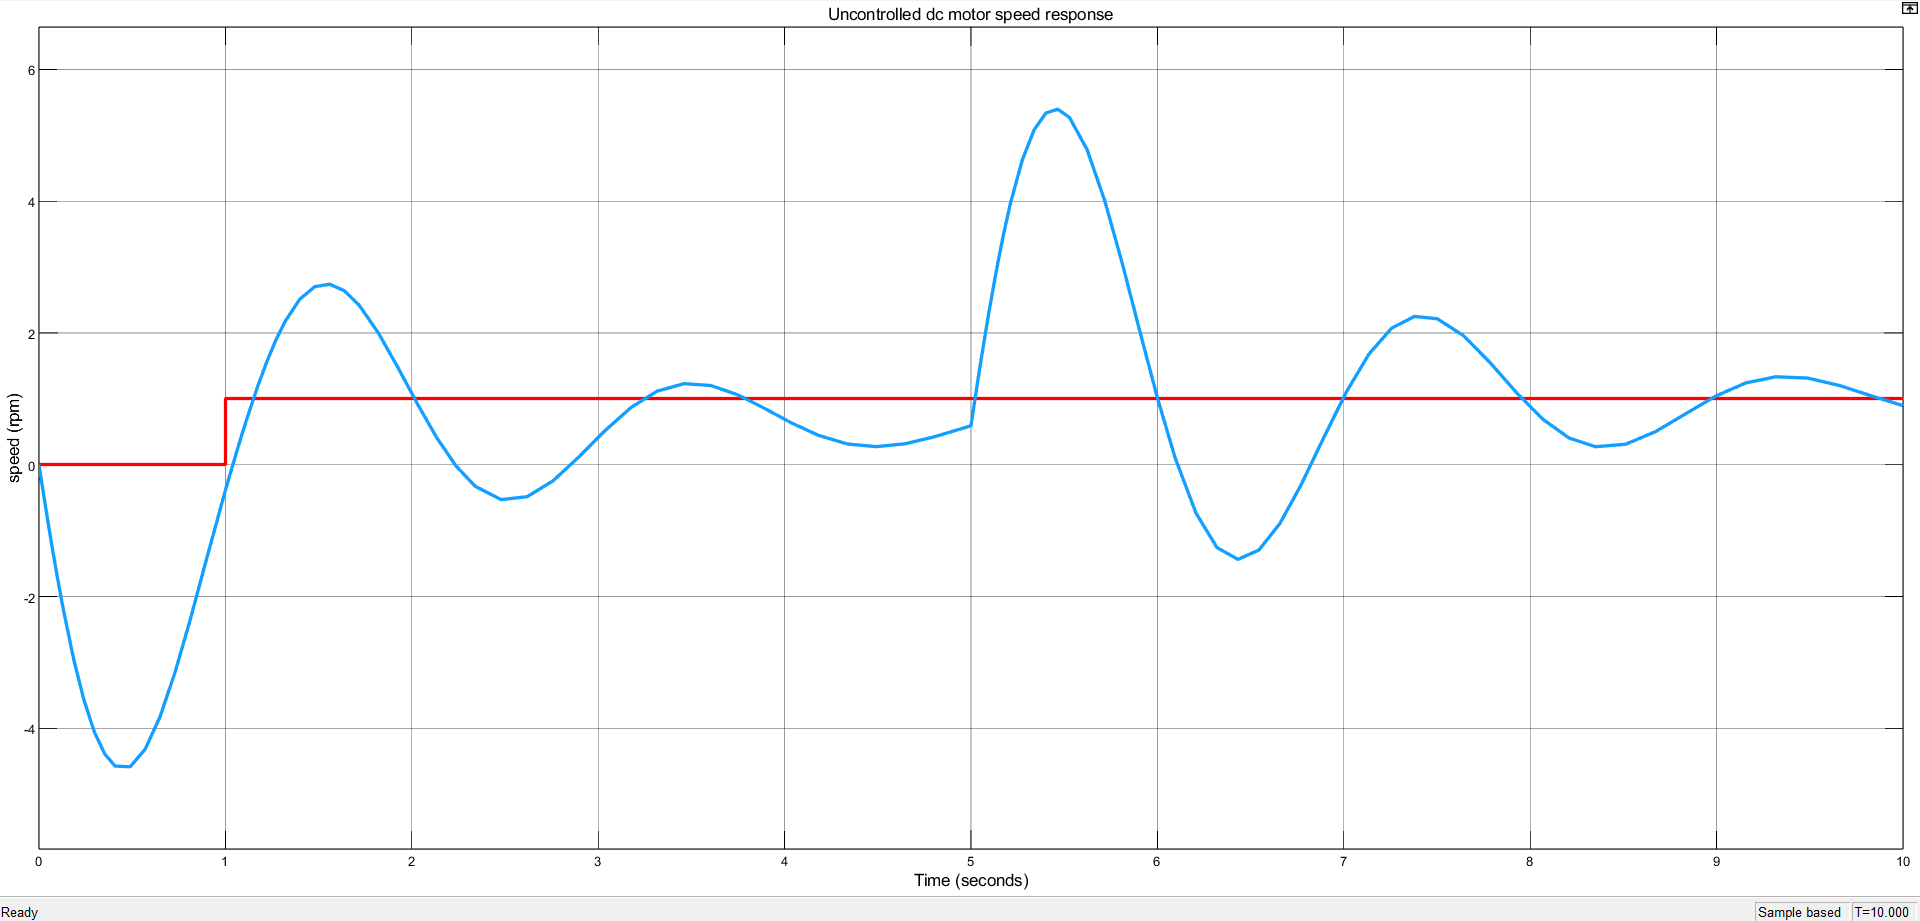 Uncontrolled dc motor speed response
6
4
2
0
-2
-4
speed (rpm)
0 1 2 3 4 5 6 7 8 9 10
Time (seconds)
Ready Sample based T=10.000